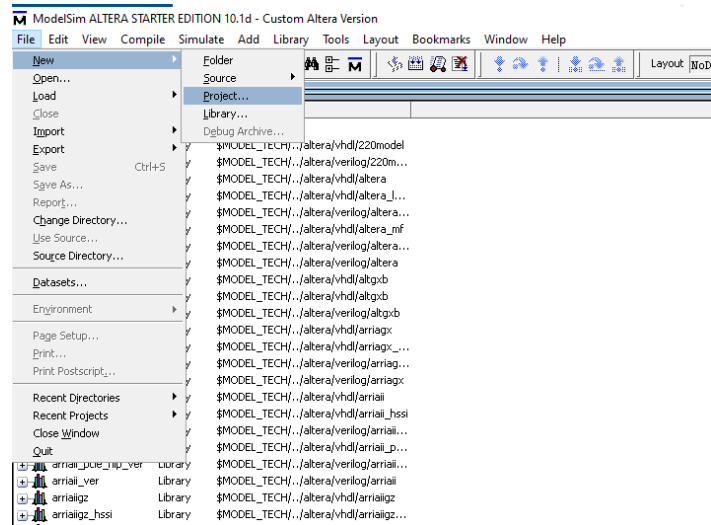 ModelSim ALTERA STARTER EDITION 10.1d - Custom Altera Version
File Edit View Compile Simulate Add Library Tools Layout Bookmarks Window Help
Layout NoD
New
Open...
Load
Close
Import
Export
Save Ctrl+S
Save As...
Report...
Change Directory...
Use Source...
Source Directory...
Datasets...
Environment
Page Setup...
Print...
Print Postscript...
Recent Directories
Recent Projects
Close Window
Quit
Folder
Source
Project...
Library...
Debug Archive...
$MODEL_TECH/../altera/vhdl/220model
$MODEL_TECH/../altera/verilog/220m...
$MODEL_TECH/../altera/vhdl/altera
$MODEL_TECH/../altera/vhdl/altera_l...
$MODEL_TECH/../altera/verilog/altera...
$MODEL_TECH/../altera/vhdl/altera_mf
$MODEL_TECH/../altera/verilog/altera...
$MODEL_TECH/../altera/verilog/altera
$MODEL_TECH/../altera/vhdl/altgxb
$MODEL_TECH/../altera/vhdl/altgxb
$MODEL_TECH/../altera/verilog/altgxb
$MODEL_TECH/../altera/vhdl/arriagx
$MODEL_TECH/../altera/vhdl/arriagx_...
$MODEL_TECH/../altera/verilog/arriag...
$MODEL_TECH/../altera/verilog/arriagx
$MODEL_TECH/../altera/vhdl/arriaii
$MODEL_TECH/../altera/vhdl/arriaii_hssi
$MODEL_TECH/../altera/verilog/arriaii...
$MODEL_TECH/../altera/vhdl/arriaii_p...
arriaii_pcie_hip_ver Library $MODEL_TECH/../altera/verilog/arriaii...
arriaii_ver Library $MODEL_TECH/../altera/verilog/arriaii
arriaiigz Library $MODEL_TECH/../altera/vhdl/arriaiigz
arriaiigz_hssi Library $MODEL_TECH/../altera/vhdl/arriaiigz...